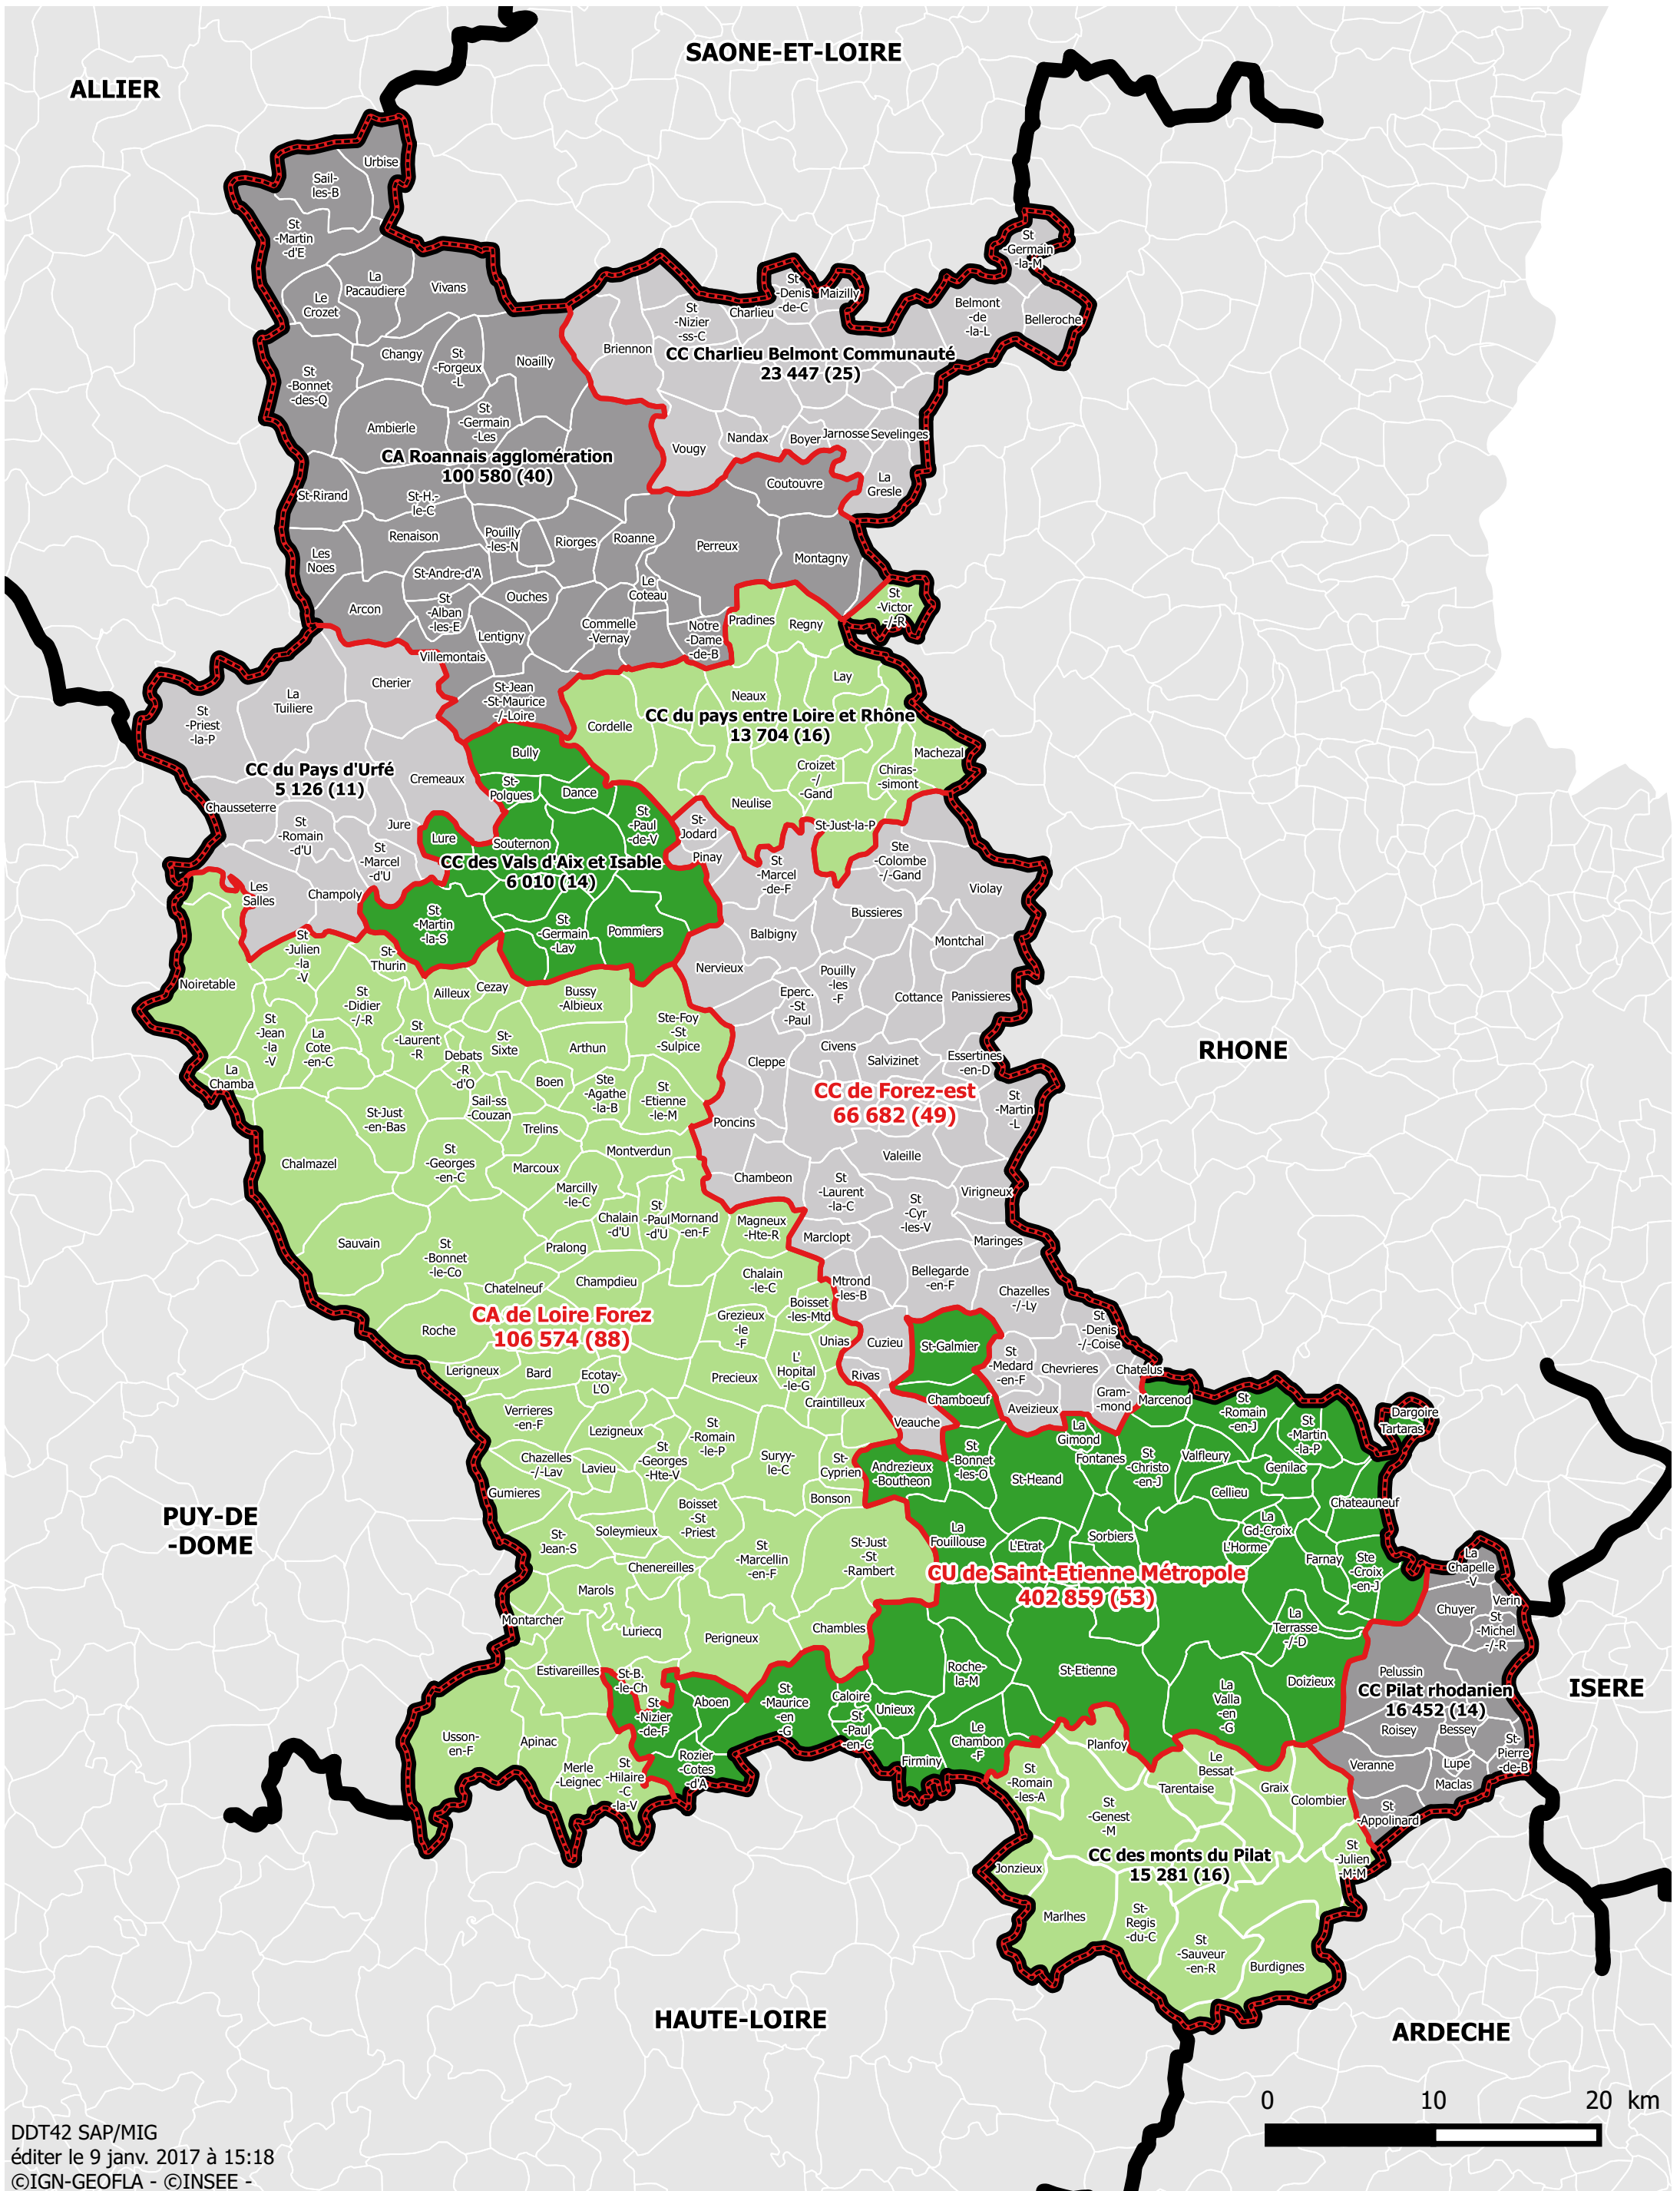 SAONE-ET-LOIRE
ALLIER
Urbise
Sail-
les-B
St
-Martin
-d'E
La
Pacaudiere
Vivans
Le
Crozet
St
-Germain
-la-M
St
-Denis
-de-C
Maizilly
Belmont
-de
-la-L
Belleroche
St
-Nizier
-ss-C
Charlieu
Briennon
CC Charlieu Belmont Communauté
23 447 (25)
Changy
St
-Forgeux
-L
Noailly
St
-Bonnet
-des-Q
Ambierle
St
-Germain
-Les
CA Roannais agglomération
100 580 (40)
Vougy
Nandax
Boyer
Jarnosse
Sevelinges
La
Gresle
Coutouvre
St-Rirand
St-H.-
le-C
Renaison
Pouilly
-les-N
Riorges
Roanne
Perreux
Montagny
Les
Noes
St-Andre-d'A
Le
Coteau
Arcon
St
-Alban
-les-E
Ouches
Lentigny
Commelle
-Vernay
Notre
-Dame
-de-B
Pradines
Regny
St
-Victor
-/-R
Villemontais
Cherier
La
Tuiliere
St
-Priest
-la-P
St-Jean
-St-Maurice
-/-Loire
Cordelle
Neaux
Lay
CC du pays entre Loire et Rhône
13 704 (16)
Machezal
Croizet
-/
-Gand
Chiras-
-simont
Neulise
St-Just-la-P
CC du Pays d'Urfé
5 126 (11)
Cremeaux
Bully
St-
Polgues
Dance
St
-Paul
-de-V
St-
Jodard
Pinay
Chausseterre
St
-Romain
-d'U
Jure
St
-Marcel
-d'U
Lure
Souternon
CC des Vals d'Aix et Isable
6 010 (14)
Les
Salles
Champoly
St
-Martin
-la-S
St
-Germain
-Lav
Pommiers
St
-Marcel
-de-F
Ste
-Colombe
-/-Gand
Violay
Bussieres
Balbigny
Montchal
Nervieux
Pouilly
-les
-F
Eperc.
-St
-Paul
Cottance
Panissieres
Noiretable
St
-Julien
-la
-V
St-
Thurin
Ailleux
Cezay
Bussy
-Albieux
St
-Didier
-/-R
St
-Jean
-la
-V
La
Cote
-en-C
St
-Laurent
-R
St-
-Sixte
Arthun
Ste-Foy
-St
-Sulpice
Debats
-R
-d'O
Boen
Ste
-Agathe
-la-B
St
-Etienne
-le-M
La
Chamba
Sail-ss
-Couzan
St-Just
-en-Bas
Trelins
Montverdun
Cleppe
Civens
Salvizinet
Essertines
-en-D
CC de Forez-est
66 682 (49)
St
-Martin
-L
RHONE
Poncins
Valeille
Chambeon
St
-Laurent
-la-C
St
-Cyr
-les-V
Virigneux
Chalmazel
St
-Georges
-en-C
Marcoux
Marcilly
-le-C
Chalain
-d'U
St
-Paul
-d'U
Mornand
-en-F
Magneux
-Hte-R
Marclopt
Maringes
Sauvain
St
-Bonnet
-le-Co
Pralong
Chatelneuf
Champdieu
Chalain
-le-C
Mtrond
-les-B
Bellegarde
-en-F
Chazelles
-/-Ly
Boisset
-les-Mtd
CA de Loire Forez
106 574 (88)
Roche
Grezieux
-le
-F
Unias
Cuzieu
St-Galmier
St
-Denis
-/-Coise
Lerigneux
Bard
Ecotay-
L'O
Precieux
L'
Hopital
-le-G
Rivas
St
-Medard
-en-F
Chevrieres
Chatelus
Craintilleux
Chamboeuf
Aveizieux
Gram-
-mond
Marcenod
Verrieres
-en-F
Lezigneux
St
-Romain
-le-P
Veauche
La
Gimond
St
-Romain
-en-J
Dargoire
Tartaras
St
-Martin
-la-P
Chazelles
-/-Lav
Lavieu
St
-Georges
-Hte-V
Suryy-
le-C
St-
Cyprien
Andrezieux
-Boutheon
St
-Bonnet
-les-O
St-Heand
Fontanes
St
-Christo
-en-J
Valfleury
Genilac
Gumieres
Bonson
Cellieu
Chateauneuf
Boisset
-St
-Priest
Soleymieux
St-
Jean-S
La
Fouillouse
L'Etrat
Sorbiers
La
Gd-Croix
L'Horme
Farnay
Ste
-Croix
-en-J
Chenereilles
St
-Marcellin
-en-F
St-Just
-St
-Rambert
CU de Saint-Etienne Métropole
402 859 (53)
PUY-DE
-DOME
Marols
Montarcher
Luriecq
Perigneux
Chambles
La
Chapelle
-V
Verin
Chuyer
St
-Michel
-/-R
La
Terrasse
-/-D
Doizieux
Pelussin
CC Pilat rhodanien
16 452 (14)
ISERE
Roisey
Bessey
Veranne
Lupe
St-
Pierre
-de-B
Maclas
St
-Appolinard
Estivareilles
St-B.
-le-Ch
St
-Nizier
-de-F
Aboen
St
-Maurice
-en
-G
Caloire
St
-Paul
-en-C
Unieux
Roche-
la-M
St-Etienne
La
Valla
-en
-G
Usson-
en-F
Apinac
Merle
-Leignec
St
-Hilaire
-C
-la-V
Rozier
-Cotes
-d'A
Firminy
Le
Chambon
-F
Planfoy
Le
Bessat
Tarentaise
Graix
Colombier
St
-Romain
-les-A
St
-Genest
-M
CC des monts du Pilat
15 281 (16)
St
-Julien
-M-M
Jonzieux
Marlhes
St-
Regis
-du-C
St
-Sauveur
-en-R
Burdignes
HAUTE-LOIRE
ARDECHE
0 10 20 km
DDT42 SAP/MIG
éditer le 9 janv. 2017 à 15:18
©IGN-GEOFLA - ©INSEE -